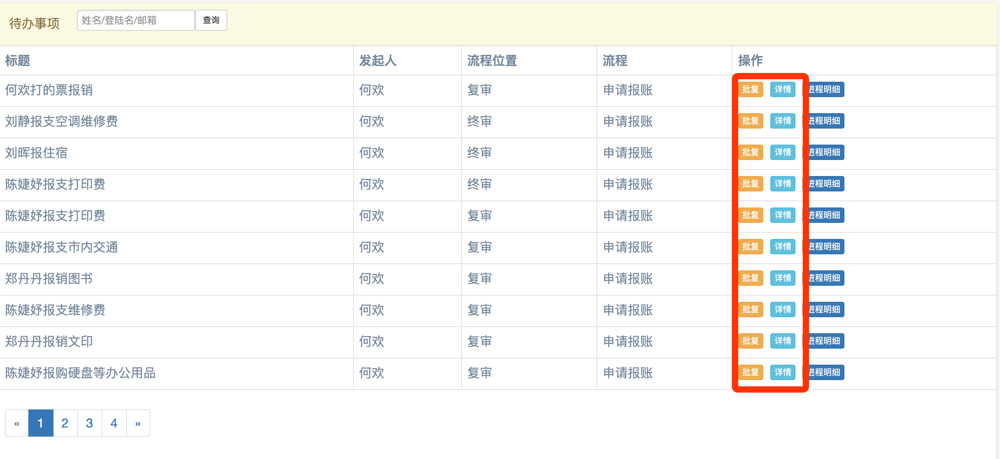 待办事项 姓名/登陆名/邮箱 查询
标题 发起人 流程位置 流程 操作
何欢打的票报销 何欢 复审 申请报账 批复 详情 进程明细
刘静报支空调维修费 何欢 终审 申请报账 批复 详情 进程明细
刘晖报住宿 何欢 终审 申请报账 批复 详情 进程明细
陈婕妤报支打印费 何欢 终审 申请报账 批复 详情 进程明细
陈婕妤报支打印费 何欢 复审 申请报账 批复 详情 进程明细
陈婕妤报支市内交通 何欢 复审 申请报账 批复 详情 进程明细
郑丹丹报销图书 何欢 复审 申请报账 批复 详情 进程明细
陈婕妤报支维修费 何欢 复审 申请报账 批复 详情 进程明细
郑丹丹报销文印 何欢 复审 申请报账 批复 详情 进程明细
陈婕妤报购硬盘等办公用品 何欢 复审 申请报账 批复 详情 进程明细
« 1 2 3 4 »